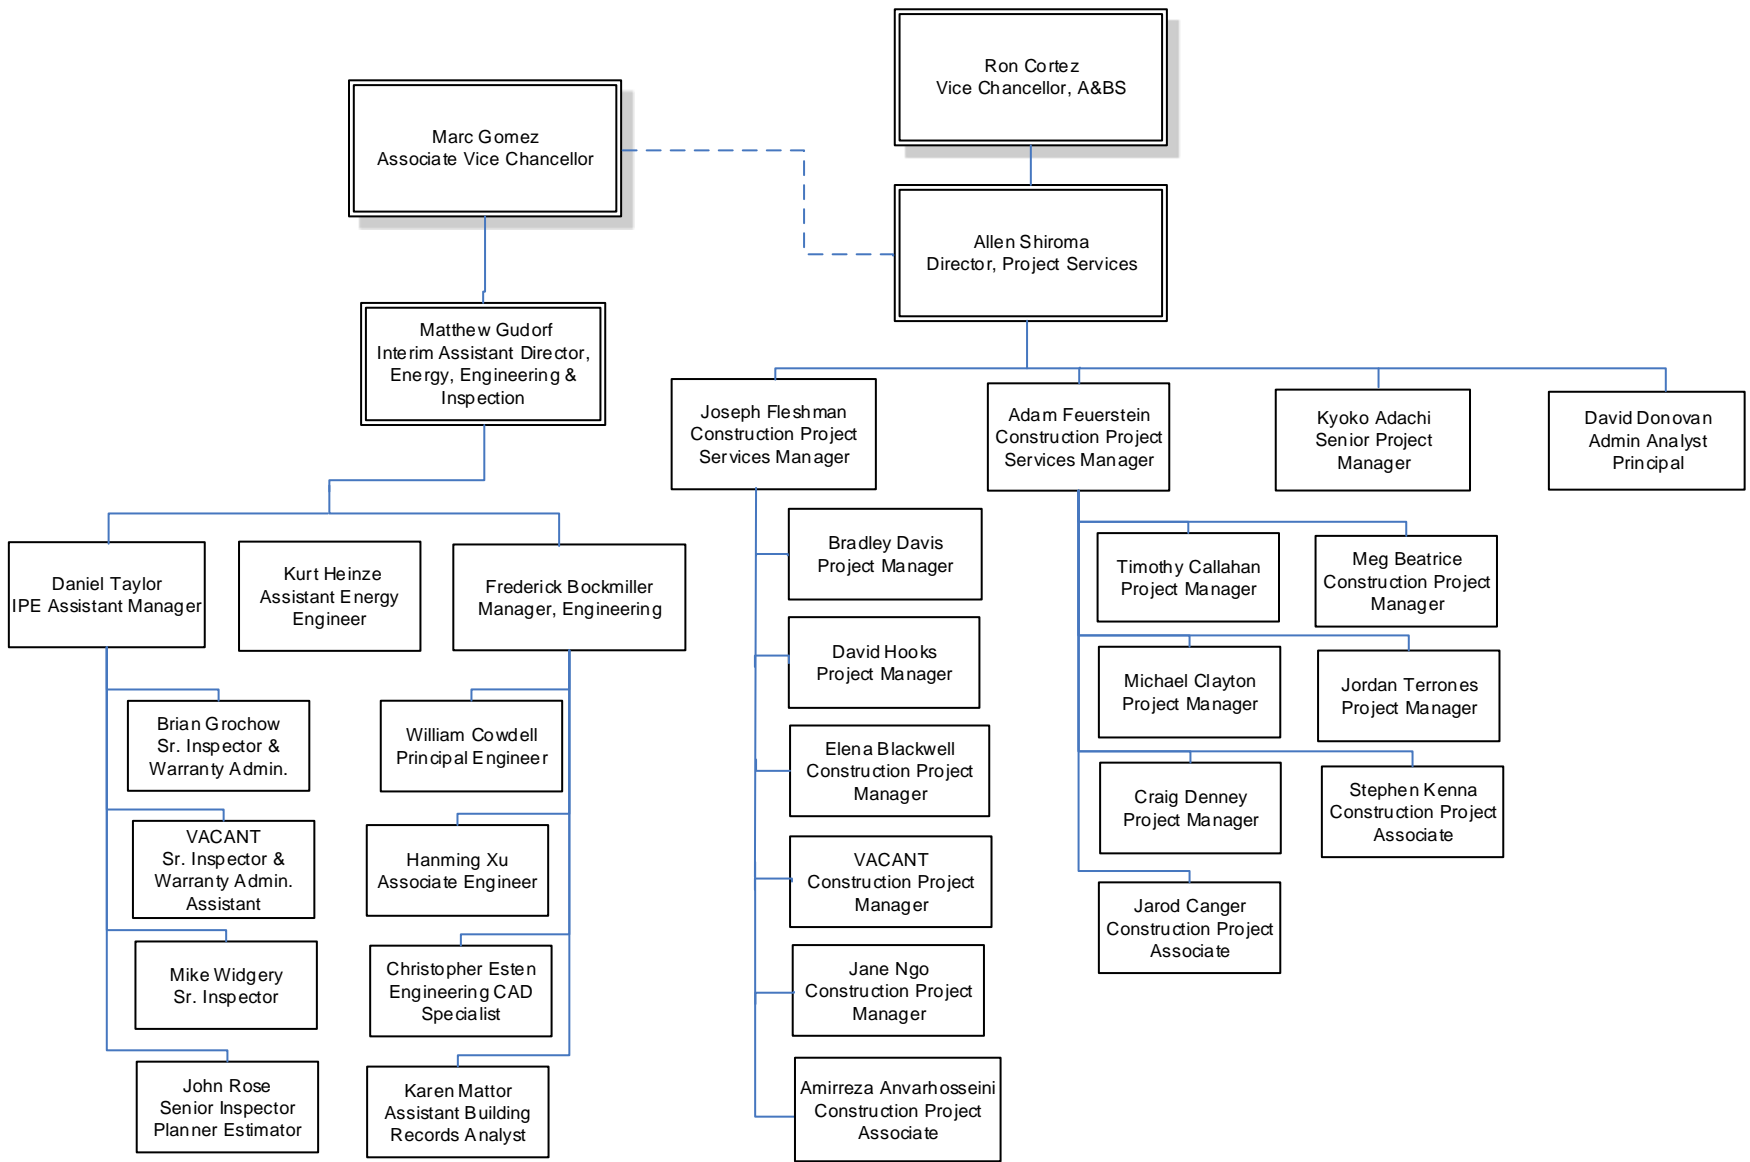 Ron Cortez
Vice Chancellor, A&BS
Marc Gomez
Associate Vice Chancellor
Allen Shiroma
Director, Project Services
Matthew Gudorf
Interim Assistant Director,
Energy, Engineering &
Inspection
Joseph Fleshman
Construction Project
Services Manager
Adam Feuerstein
Construction Project
Services Manager
Kyoko Adachi
Senior Project
Manager
David Donovan
Admin Analyst
Principal
Daniel Taylor
IPE Assistant Manager
Kurt Heinze
Assistant Energy
Engineer
Frederick Bockmiller
Manager, Engineering
Brian Grochow
Sr. Inspector &
Warranty Admin.
VACANT
Sr. Inspector &
Warranty Admin.
Assistant
Mike Widgery
Sr. Inspector
John Rose
Senior Inspector
Planner Estimator
William Cowdell
Principal Engineer
Hanming Xu
Associate Engineer
Christopher Esten
Engineering CAD
Specialist
Karen Mattor
Assistant Building
Records Analyst
Bradley Davis
Project Manager
David Hooks
Project Manager
Elena Blackwell
Construction Project
Manager
VACANT
Construction Project
Manager
Jane Ngo
Construction Project
Manager
Amirreza Anvarhosseini
Construction Project
Associate
Timothy Callahan
Project Manager
Meg Beatrice
Construction Project
Manager
Michael Clayton
Project Manager
Jordan Terrones
Project Manager
Craig Denney
Project Manager
Stephen Kenna
Construction Project
Associate
Jarod Canger
Construction Project
Associate